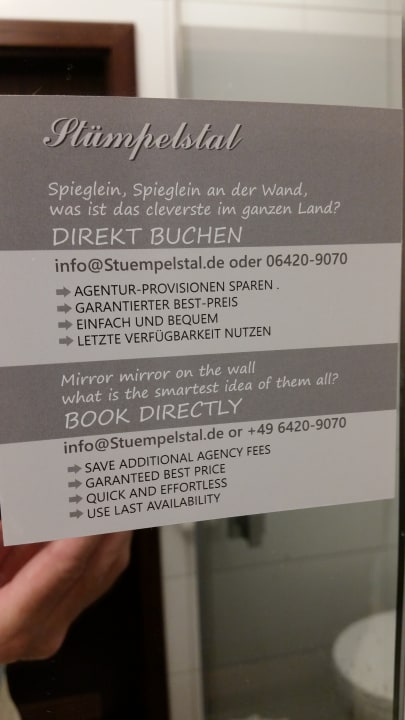 Stümpelstal
Spieglein, Spieglein an der Wand,
was ist das cleverste im ganzen Land?
DIREKT BUCHEN
info@Stuempelstal.de oder 06420-9070
AGENTUR-PROVISIONEN SPAREN .
GARANTIERTER BEST-PREIS
EINFACH UND BEQUEM
LETZTE VERFÜGBARKEIT NUTZEN
Mirror mirror on the wall
what is the smartest idea of them all?
BOOK DIRECTLY
info@Stuempelstal.de or +49 6420-9070
SAVE ADDITIONAL AGENCY FEES
GARANTEED BEST PRICE
QUICK AND EFFORTLESS
USE LAST AVAILABILITY